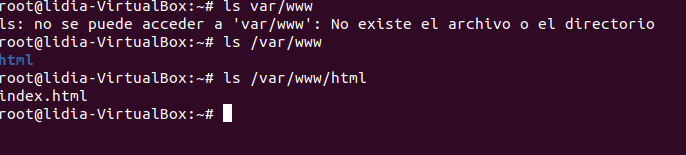 root@lidia-VirtualBox:~# ls var/www
ls: no se puede acceder a 'var/www': No existe el archivo o el directorio
root@lidia-VirtualBox:~# ls /var/www
html
root@lidia-VirtualBox:~# ls /var/www/html
index.html
root@lidia-VirtualBox:~#